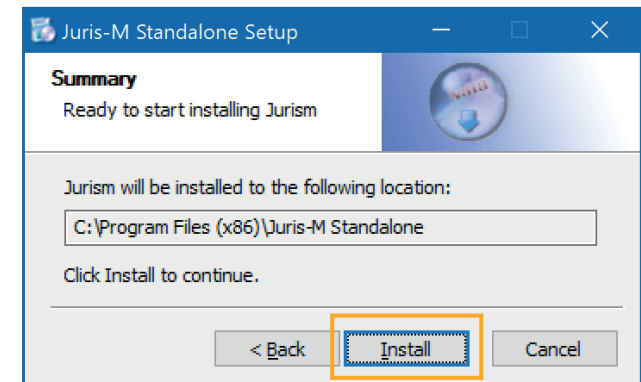 Juris-M Standalone Setup
Summary
Ready to start installing Jurism
Jurism will be installed to the following location:
C:\Program Files (x86)\Juris-M Standalone
Click Install to continue.
< Back Install Cancel